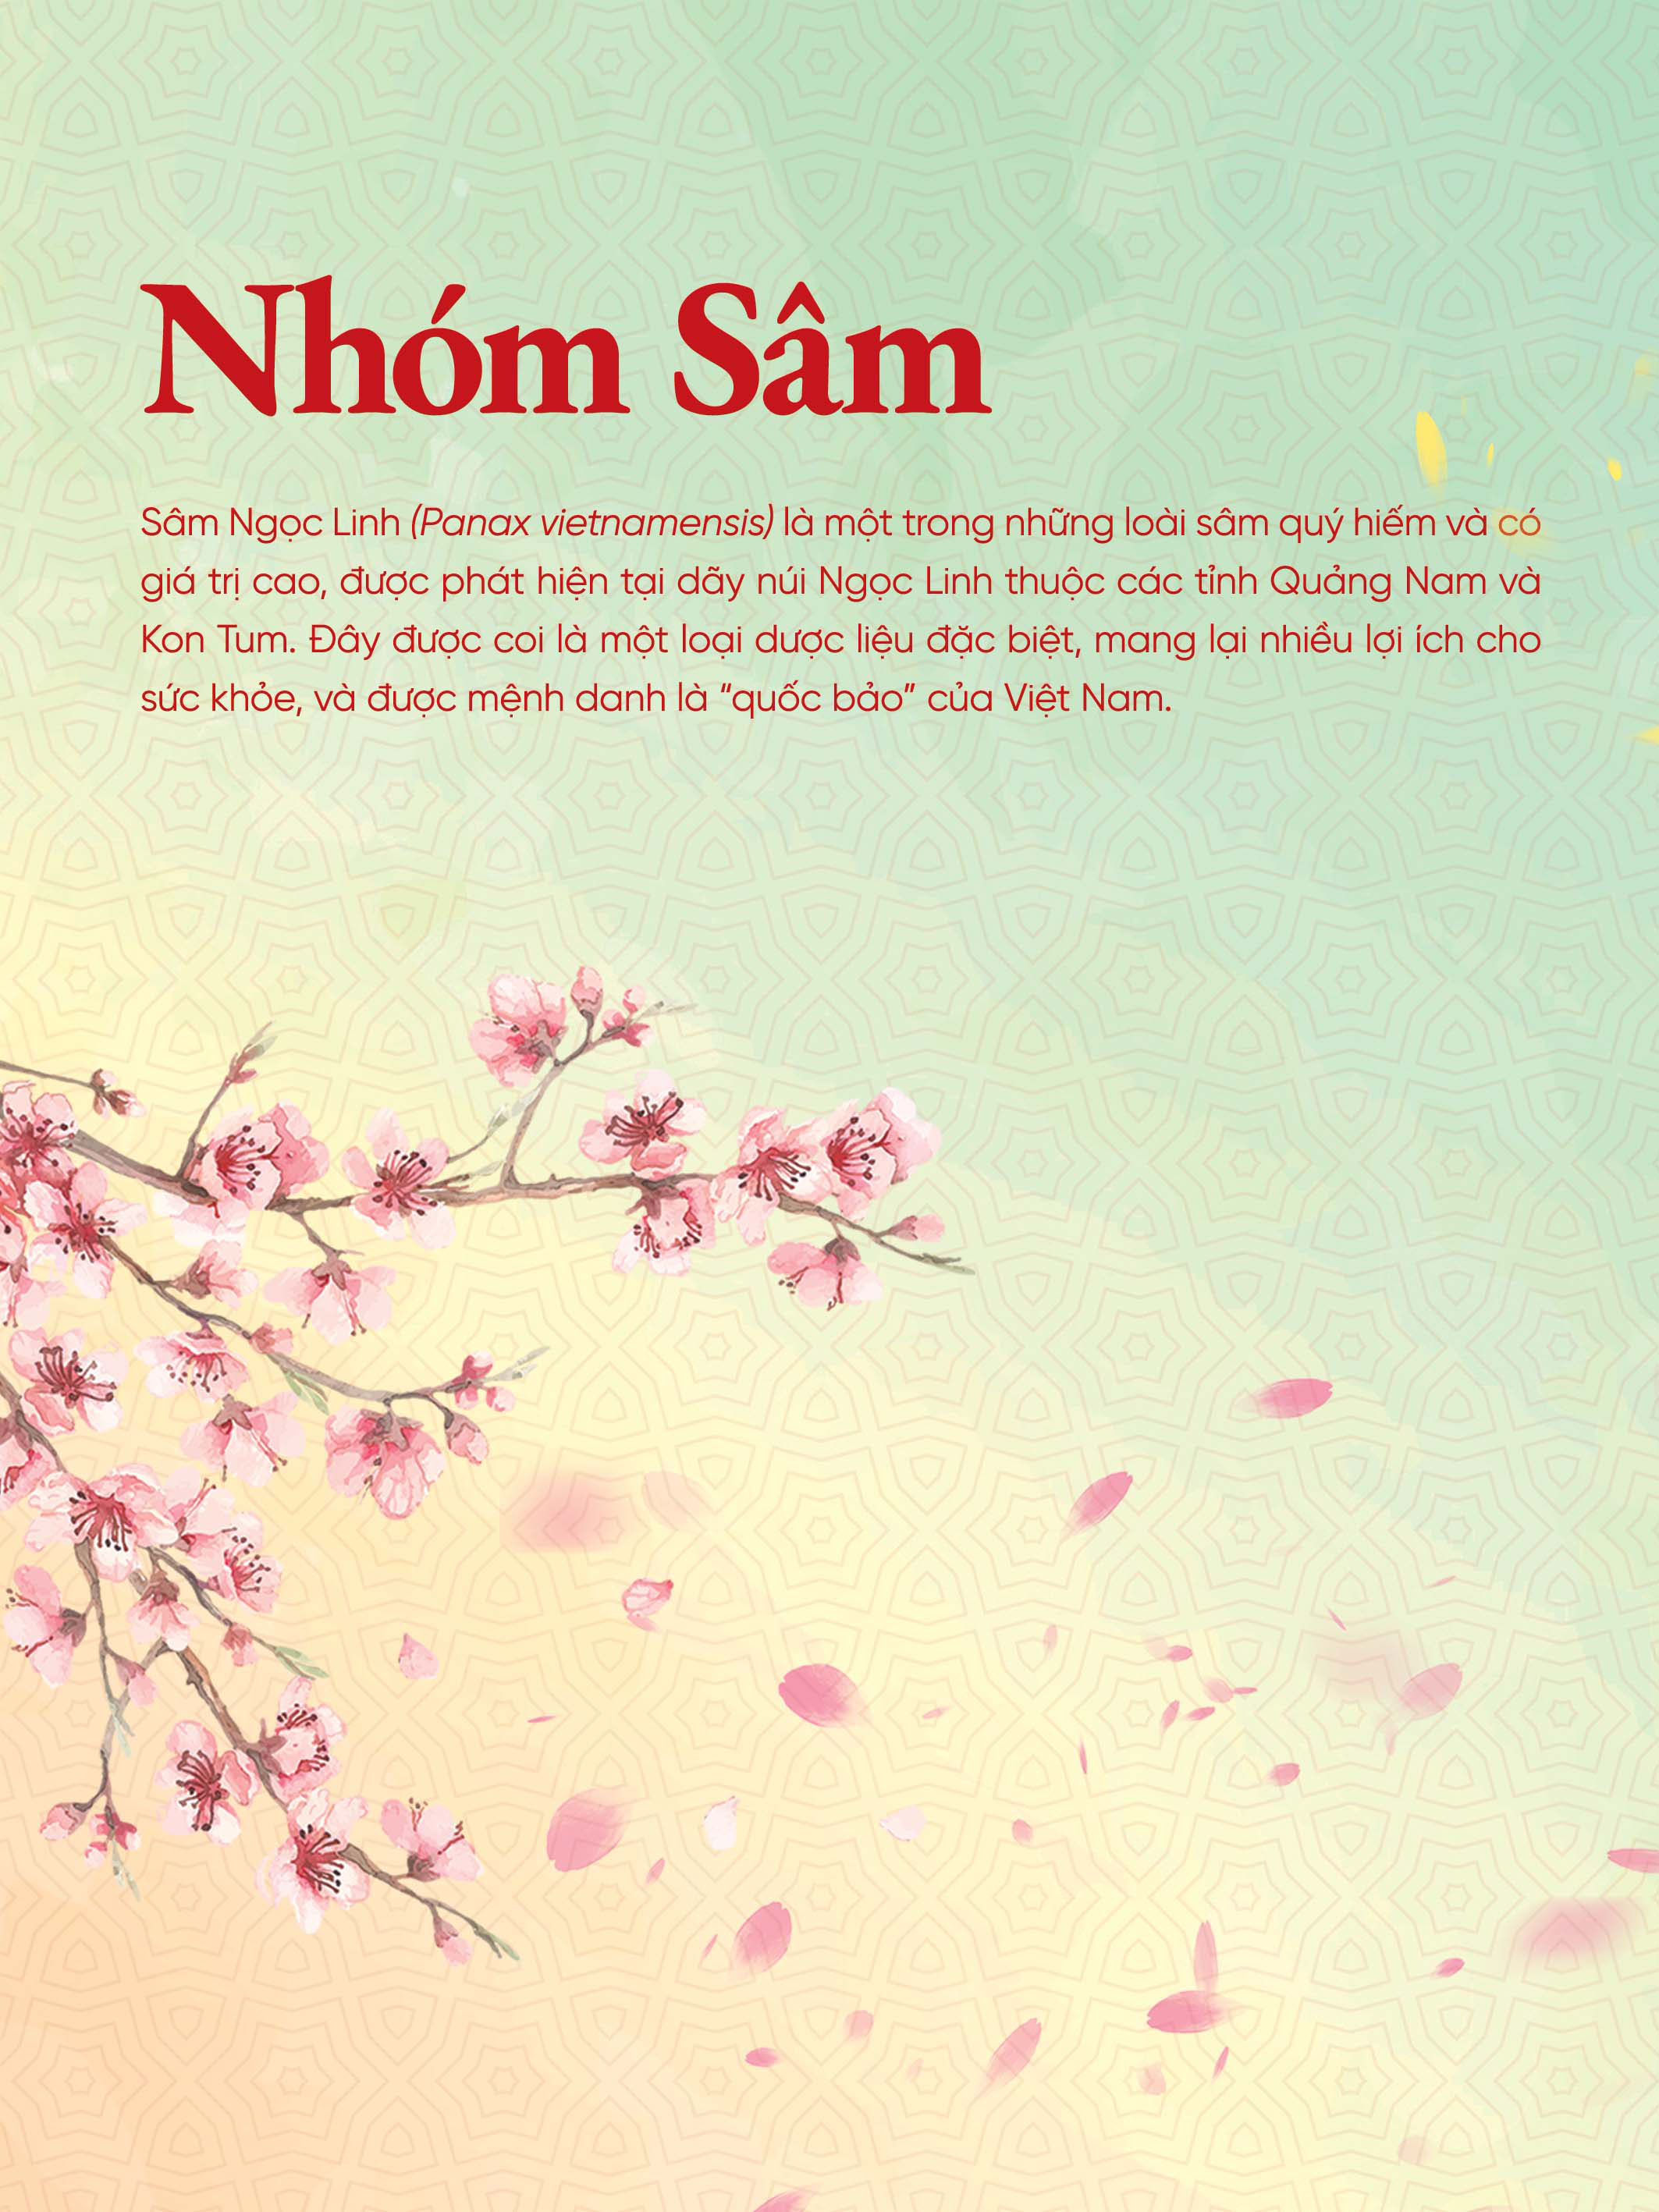 Nhóm Sâm
Sâm Ngọc Linh (Panax vietnamensis) là một trong những loài sâm quý hiếm và có
giá trị cao, được phát hiện tại dãy núi Ngọc Linh thuộc các tỉnh Quảng Nam và
Kon Tum. Đây được coi là một loại dược liệu đặc biệt, mang lại nhiều lợi ích cho
sức khỏe, và được mệnh danh là “quốc bảo” của Việt Nam.